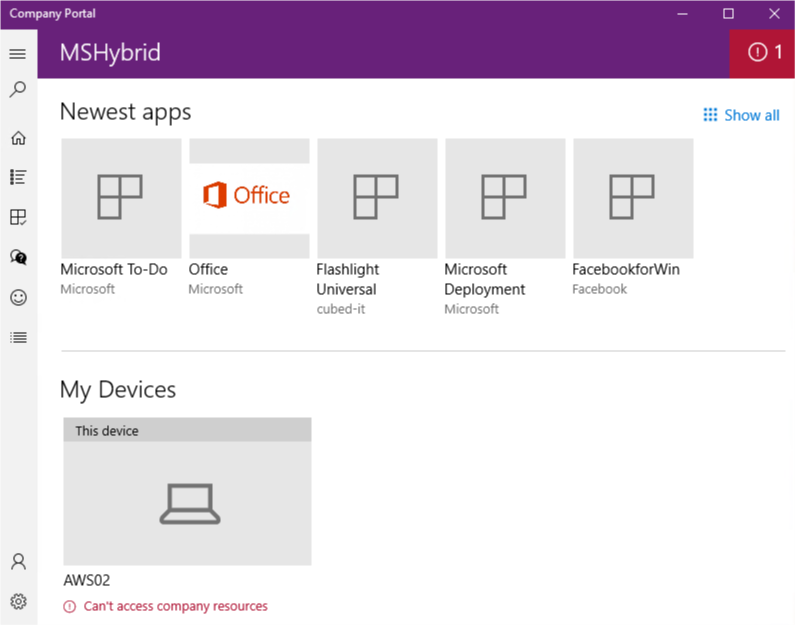 Company Portal
MSHybrid
1
Newest apps
Show all
Office
Microsoft To-Do
Microsoft
Office
Microsoft
Flashlight
Universal
cubed-it
Microsoft
Deployment
Microsoft
FacebookforWin
Facebook
My Devices
This device
AWS02
Can't access company resources